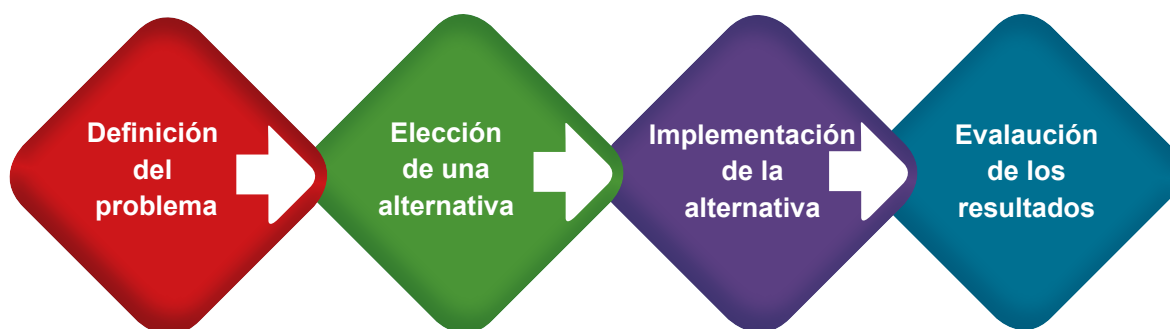 Definición
del
problema
Elección
de una
alternativa
Implementación
de la
alternativa
Evalaución
de los
resultados